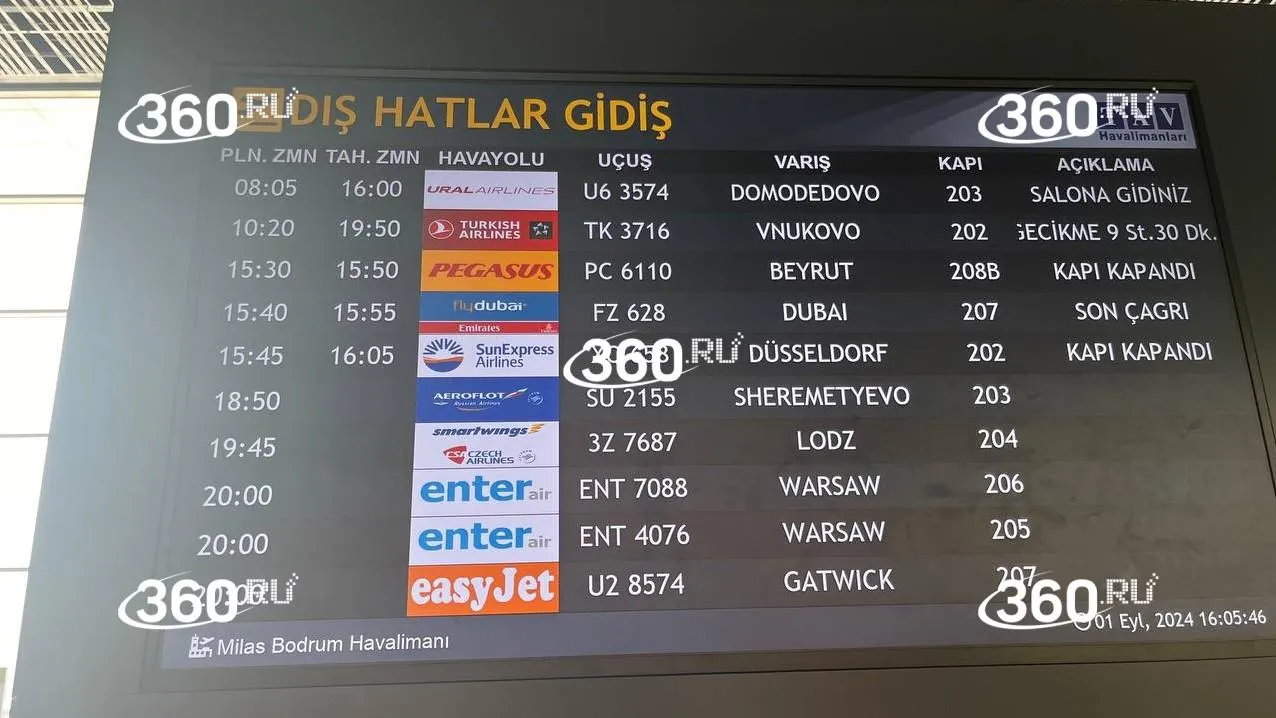 DIŞ HATLAR GİDİŞ TAV Havalimanları
PLN. ZMN TAH. ZMN HAVAYOLU UÇUŞ VARIŞ KAPI AÇIKLAMA
08:05 16:00 URAL AIRLINES U6 3574 DOMODEDOVO 203 SALONA GİDİNİZ
10:20 19:50 TURKISH AIRLINES TK 3716 VNUKOVO 202 GECİKME 9 St.30 Dk.
15:30 15:50 PEGASUS PC 6110 BEYRUT 208B KAPI KAPANDI
15:40 15:55 flydubai Emirates FZ 628 DUBAI 207 SON ÇAGRI
15:45 16:05 SunExpress Airlines DÜSSELDORF 202 KAPI KAPANDI
18:50 AEROFLOT Russian Airlines SU 2155 SHEREMETYEVO 203
19:45 smartwings CSA CZECH AIRLINES 3Z 7687 LODZ 204
20:00 enter air ENT 7088 WARSAW 206
20:00 enter air ENT 4076 WARSAW 205
easyJet U2 8574 GATWICK 207
Milas Bodrum Havalimanı 01 Eyl, 2024 16:05:46
360.RU
360.RU
360.RU
360.RU
360.RU